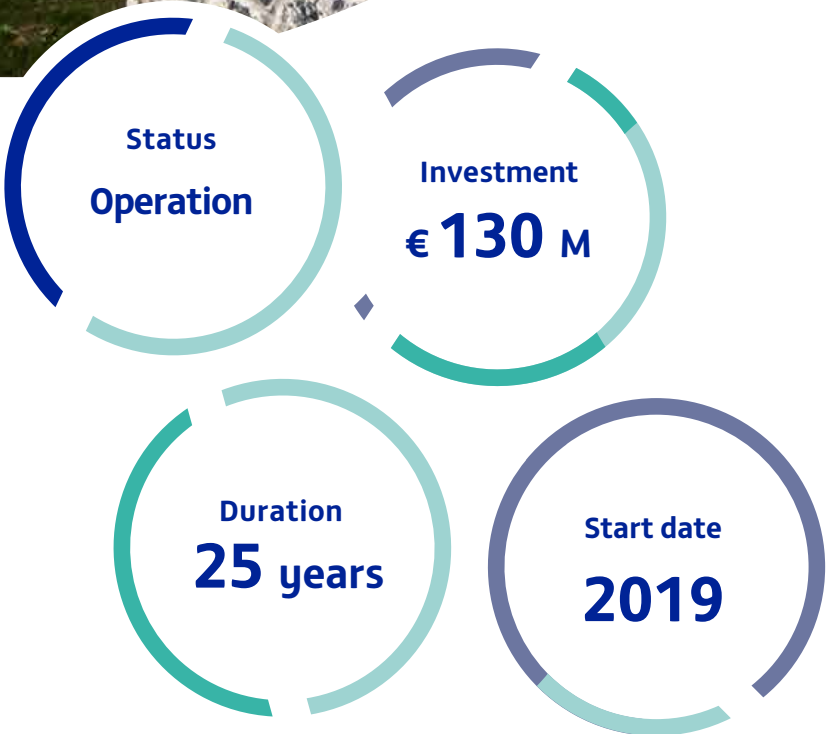 Status
Operation
Investment
€ 130 M
Duration
25 years
Start date
2019